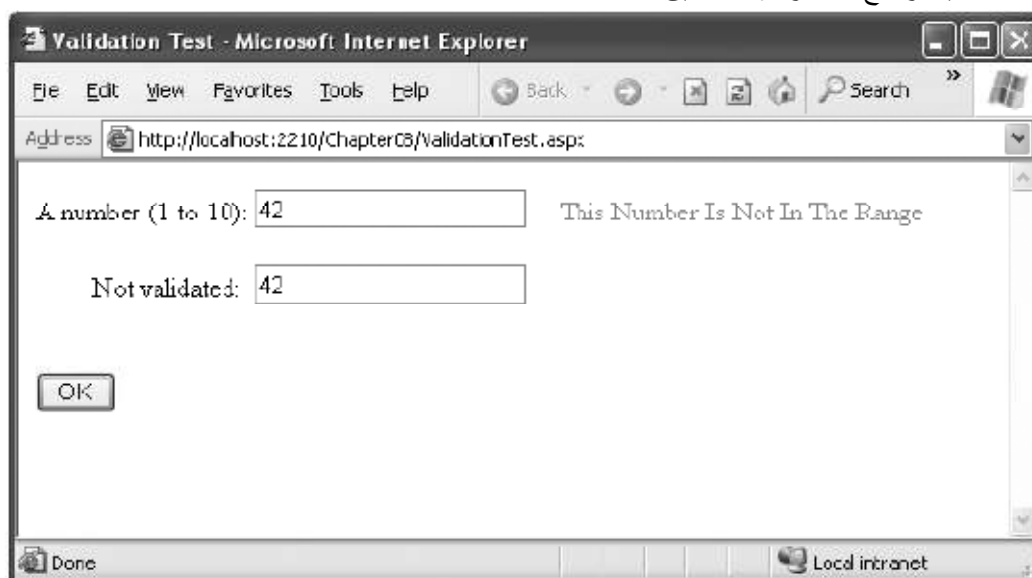 Validation Test - Microsoft Internet Explorer
File Edit View Favorites Tools Help Back Search »
Address http://localhost:2210/Chapter08/ValidationTest.aspx
A number (1 to 10): 42 This Number Is Not In The Range
Not validated: 42
OK
Done Local intranet